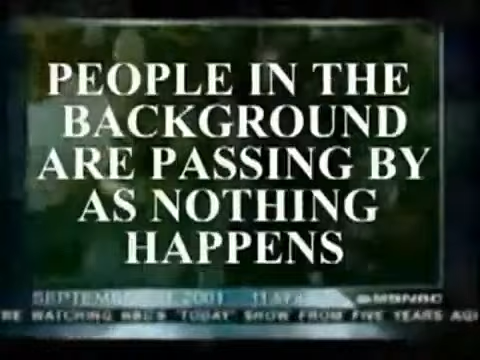 PEOPLE IN THE
BACKGROUND
ARE PASSING BY
AS NOTHING
HAPPENS
SEPTEMBER 2001
MSNBC
WATCHING NBC'S "TODAY" SHOW FROM FIVE YEARS